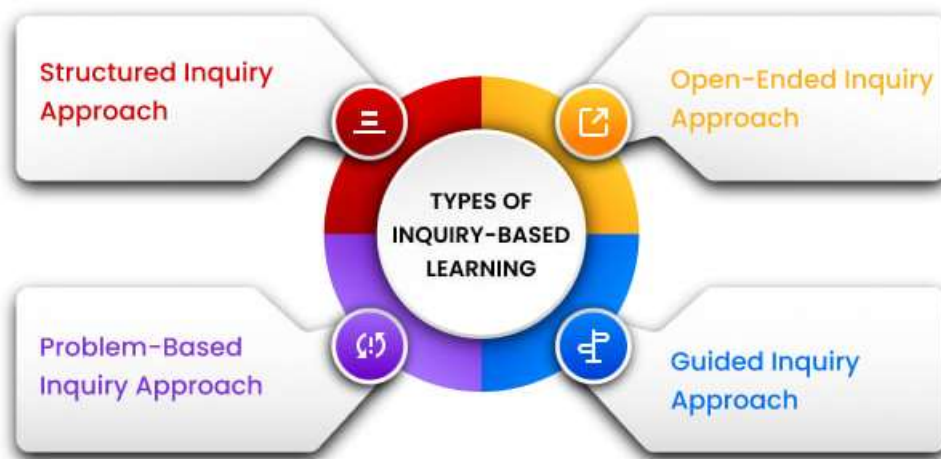 Structured Inquiry
Approach
Open-Ended Inquiry
Approach
TYPES OF
INQUIRY-BASED
LEARNING
Problem-Based
Inquiry Approach
Guided Inquiry
Approach